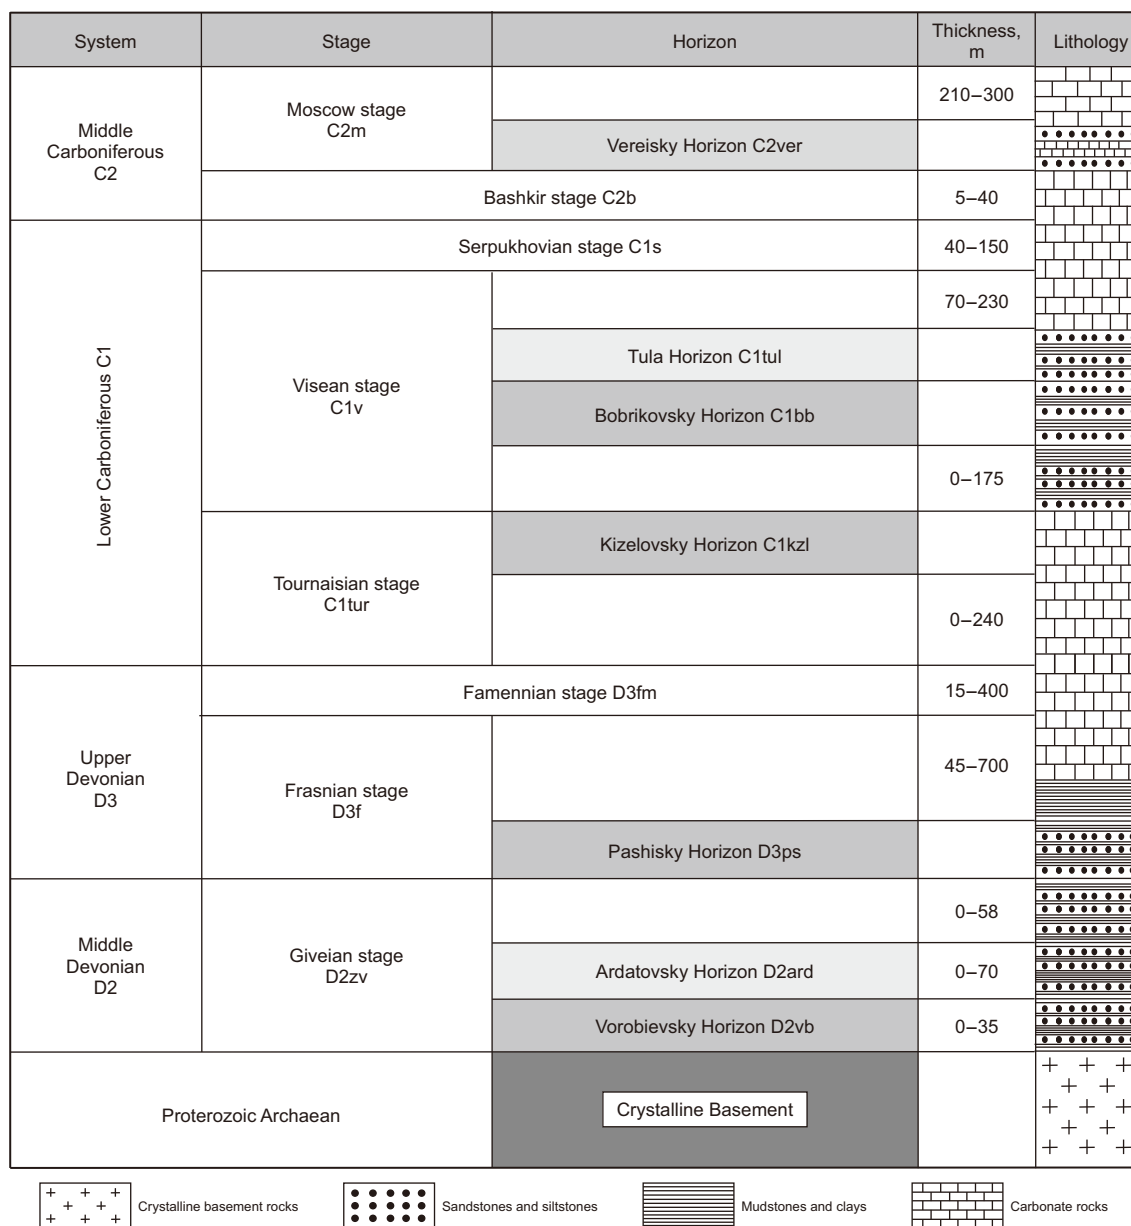 System
Stage
Horizon
Thickness,
m
Lithology
Middle
Carboniferous
C2
Moscow stage
C2m
210–300
Vereisky Horizon C2ver
Bashkir stage C2b
5–40
Lower Carboniferous C1
Serpukhovian stage C1s
40–150
Visean stage
C1v
70–230
Tula Horizon C1tul
Bobrikovsky Horizon C1bb
0–175
Tournaisian stage
C1tur
Kizelovsky Horizon C1kzl
0–240
Upper
Devonian
D3
Famennian stage D3fm
15–400
Frasnian stage
D3f
45–700
Pashisky Horizon D3ps
Middle
Devonian
D2
Giveian stage
D2zv
0–58
Ardatovsky Horizon D2ard
0–70
Vorobievsky Horizon D2vb
0–35
Proterozoic Archaean
Crystalline Basement
Crystalline basement rocks
Sandstones and siltstones
Mudstones and clays
Carbonate rocks